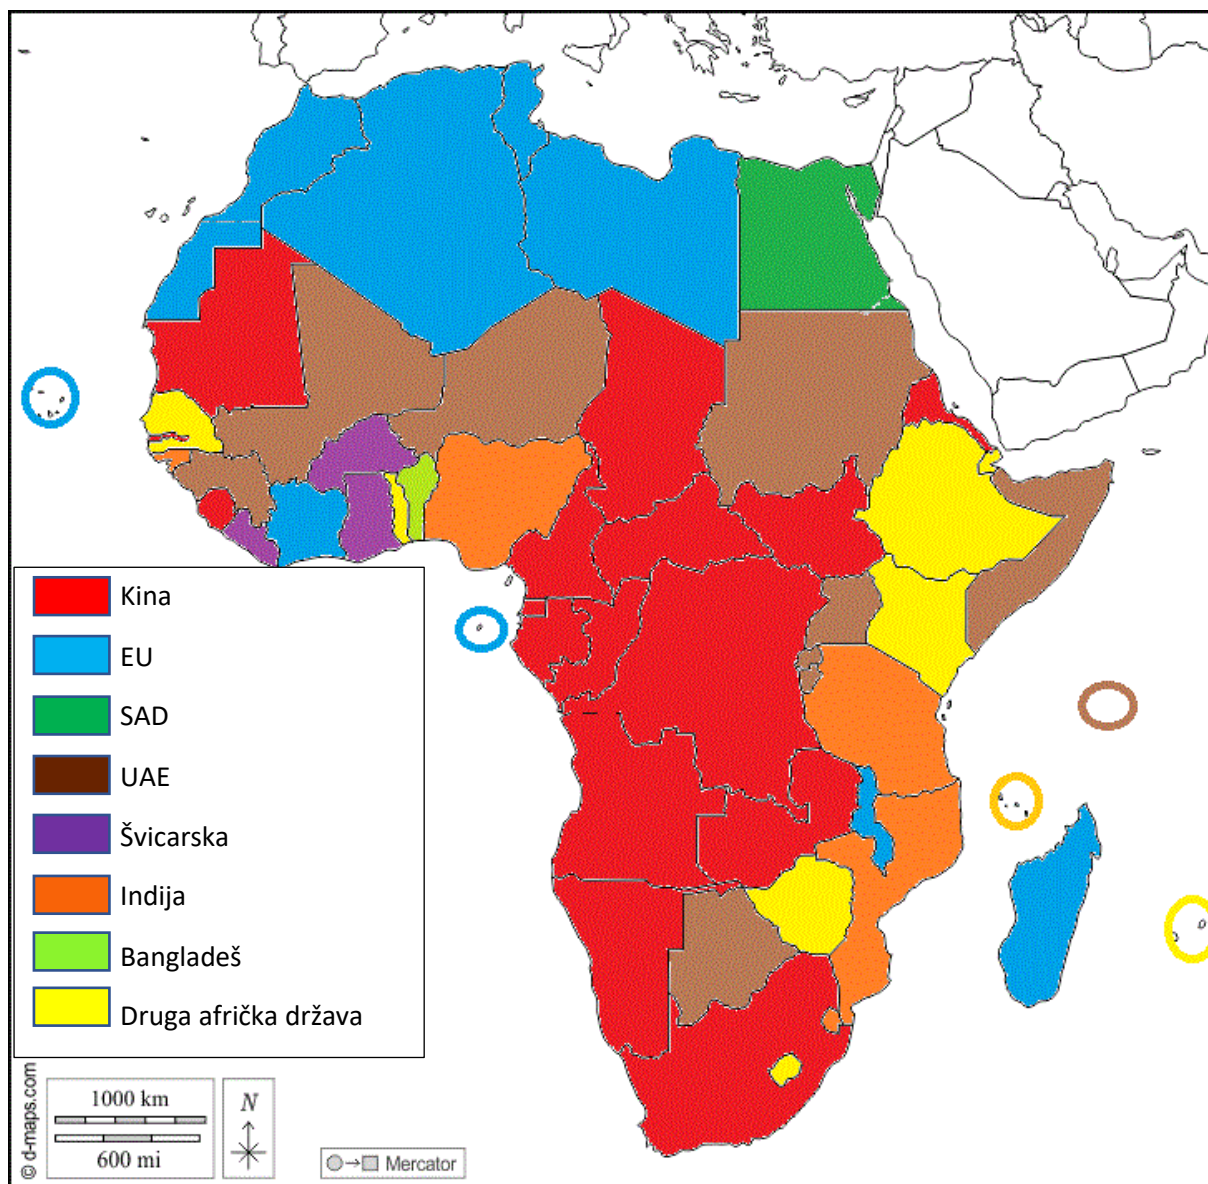 Kina
EU
SAD
UAE
Švicarska
Indija
Bangladeš
Druga afrička država
1000 km
600 mi
N
Mercator
© d-maps.com